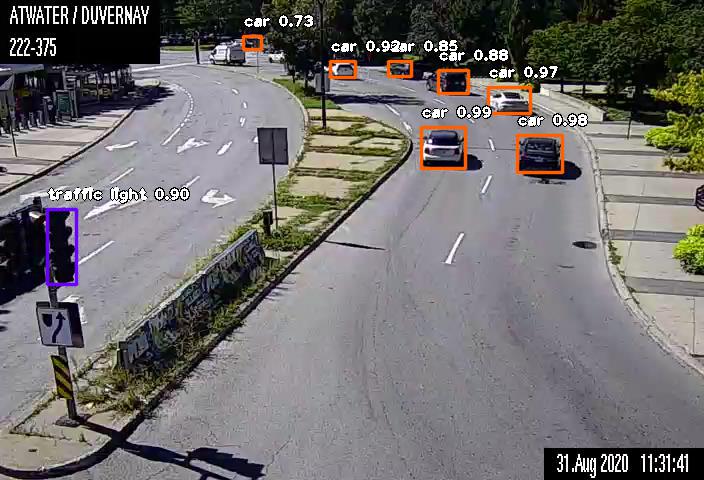 ATWATER / DUVERNAY
222-375
car 0.73
car 0.92
car 0.85
car 0.88
car 0.97
car 0.99
car 0.98
traffic light 0.90
31.Aug 2020 11:31:41